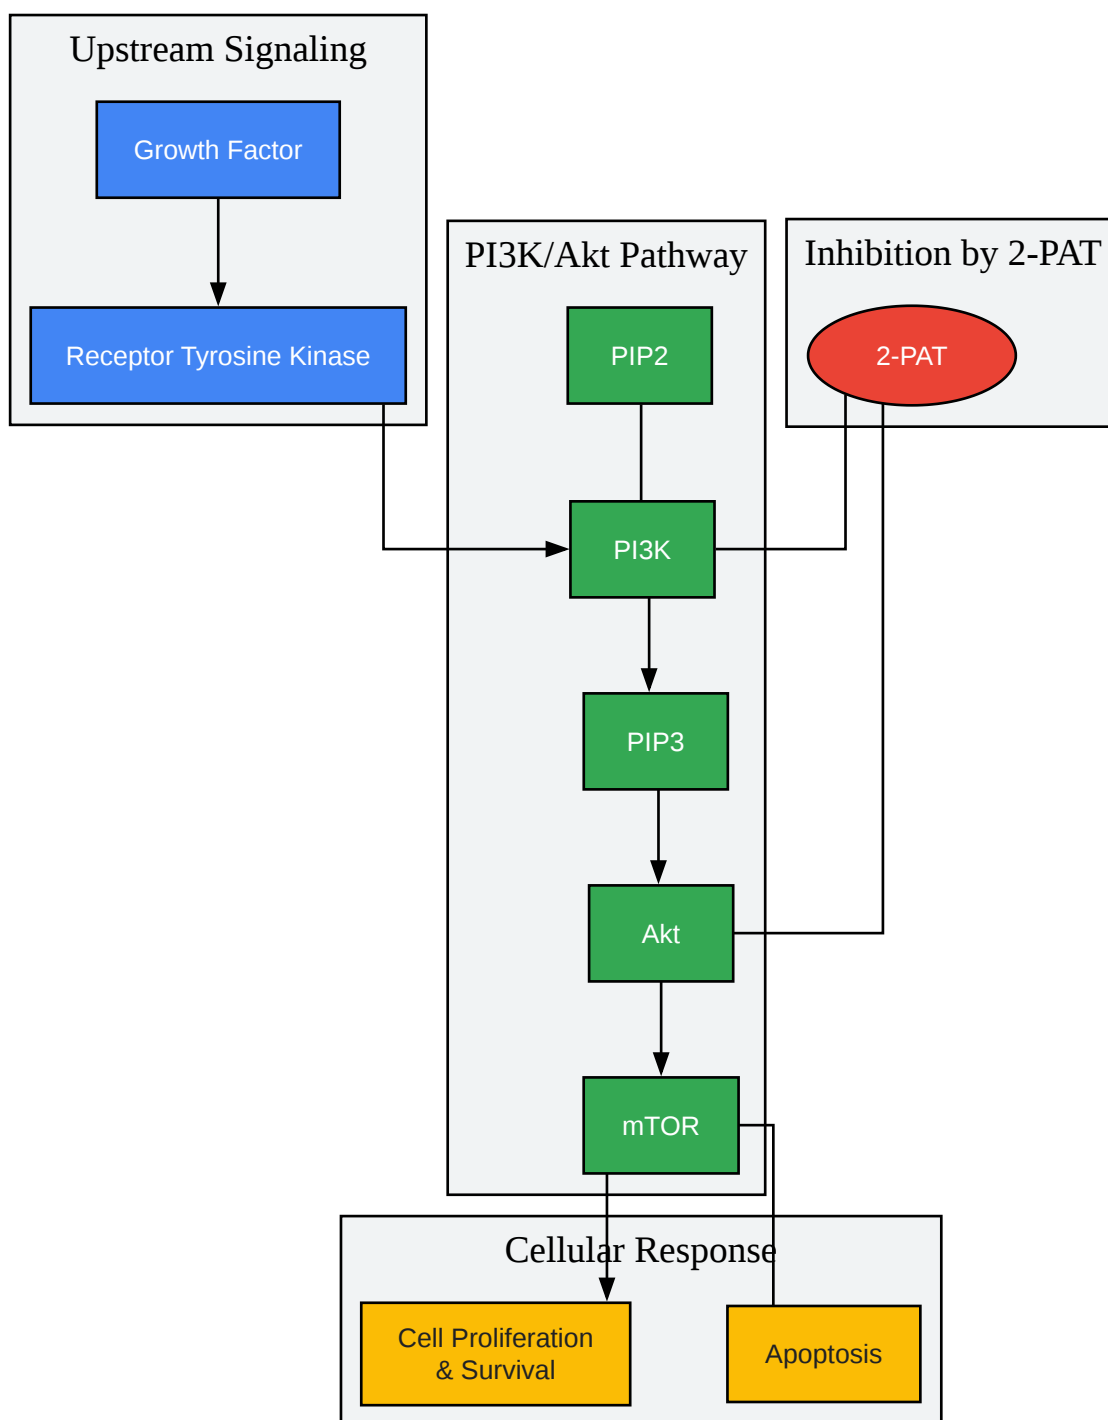 Upstream Signaling
Growth Factor
Receptor Tyrosine Kinase
PI3K/Akt Pathway
PIP2
PI3K
PIP3
Akt
mTOR
Inhibition by 2-PAT
2-PAT
Cellular Response
Cell Proliferation
& Survival
Apoptosis